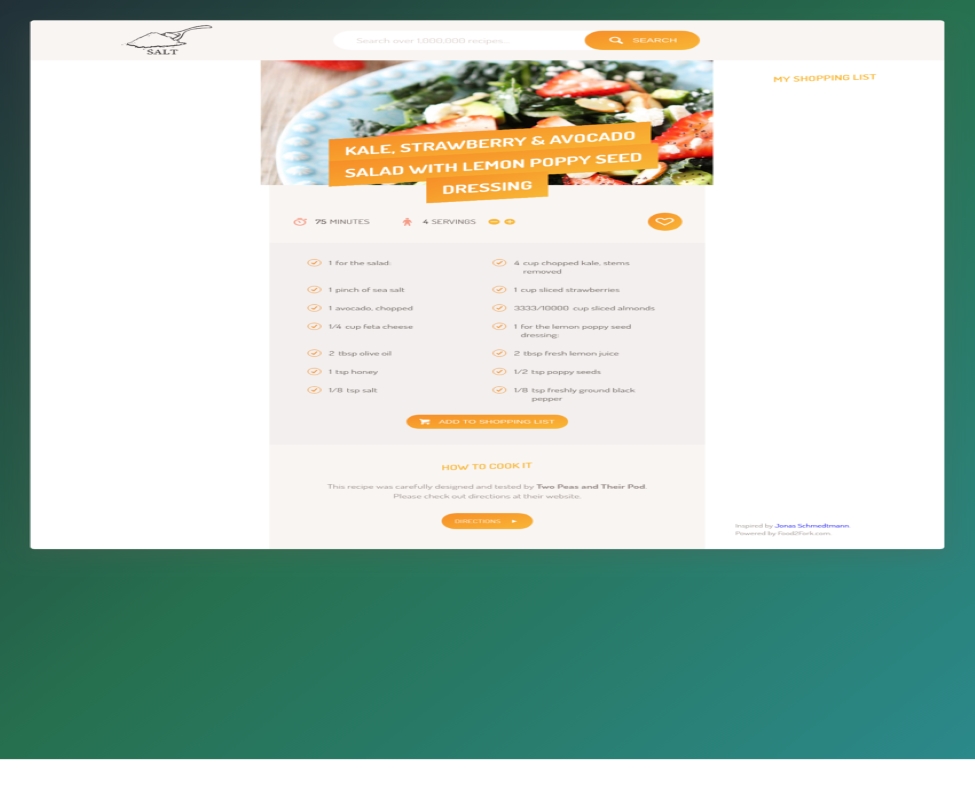 SALT
Search over 1,000,000 recipes...
SEARCH
MY SHOPPING LIST
KALE, STRAWBERRY & AVOCADO
SALAD WITH LEMON POPPY SEED
DRESSING
75 MINUTES
4 SERVINGS
1 for the salad:
4 cup chopped kale, stems
removed
1 pinch of sea salt
1 cup sliced strawberries
1 avocado, chopped
3333/10000 cup sliced almonds
1/4 cup feta cheese
1 for the lemon poppy seed
dressing:
2 tbsp olive oil
2 tbsp fresh lemon juice
1 tsp honey
1/2 tsp poppy seeds
1/8 tsp salt
1/8 tsp freshly ground black
pepper
ADD TO SHOPPING LIST
HOW TO COOK IT
This recipe was carefully designed and tested by Two Peas and Their Pod.
Please check out directions at their website.
DIRECTIONS
Inspired by Jonas Schmedtmann.
Powered by Food2Fork.com.